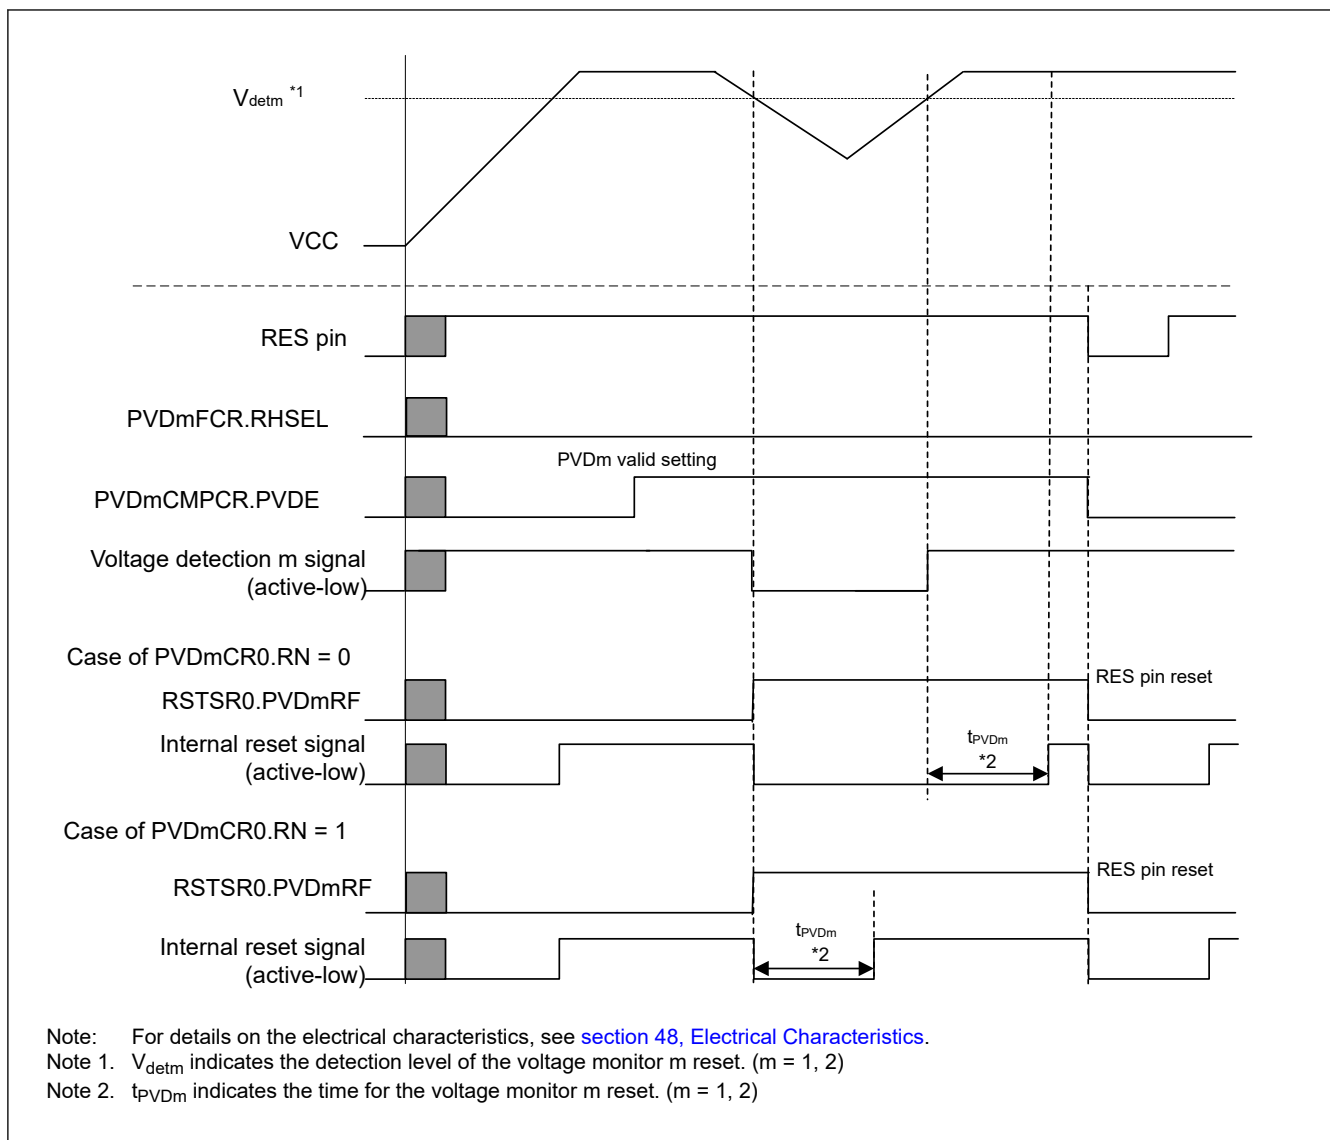 Vdetm *1
VCC
RES pin
PVDmFCR.RHSEL
PVDm valid setting
PVDmCMPCR.PVDE
Voltage detection m signal
(active-low)
Case of PVDmCR0.RN = 0
RES pin reset
RSTSR0.PVDmRF
Internal reset signal
(active-low)
tPVDm
*2
Case of PVDmCR0.RN = 1
RES pin reset
RSTSR0.PVDmRF
Internal reset signal
(active-low)
tPVDm
*2
Note: For details on the electrical characteristics, see section 48, Electrical Characteristics.
Note 1. Vdetm indicates the detection level of the voltage monitor m reset. (m = 1, 2)
Note 2. tPVDm indicates the time for the voltage monitor m reset. (m = 1, 2)